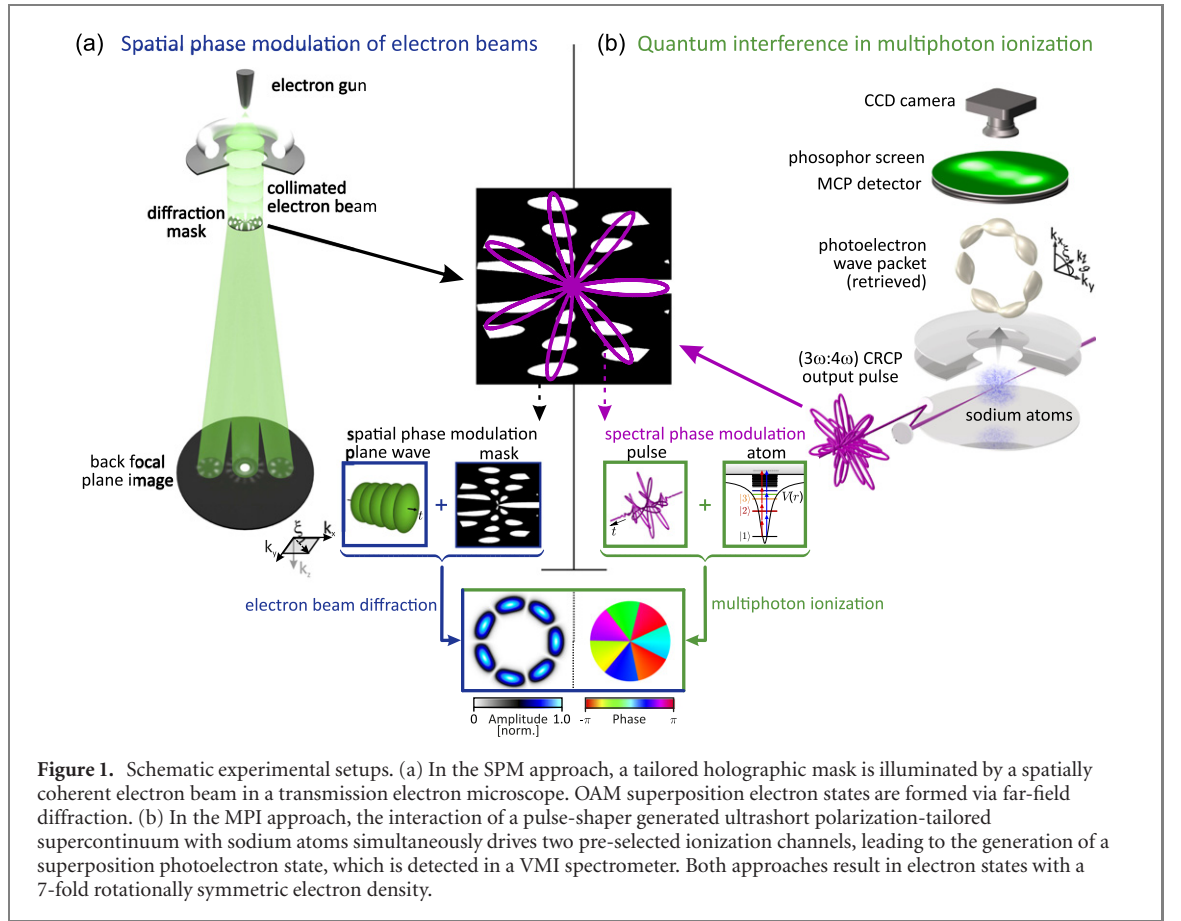 (a) Spatial phase modulation of electron beams
(b) Quantum interference in multiphoton ionization
electron gun
collimated
electron beam
diffraction
mask
back focal
plane image
ξ
kx
ky
kz
CCD camera
phosophor screen
MCP detector
photoelectron
wave packet
(retrieved)
kx
ξ
kz
ϑ
ky
(3ω:4ω) CRCP
output pulse
sodium atoms
spatial phase modulation
plane wave
mask
t
+
spectral phase modulation
pulse
atom
t
+
|3⟩
|2⟩
|1⟩
V(r)
electron beam diffraction
multiphoton ionization
0 Amplitude 1.0
[norm.]
-π Phase π
Figure 1. Schematic experimental setups. (a) In the SPM approach, a tailored holographic mask is illuminated by a spatially
coherent electron beam in a transmission electron microscope. OAM superposition electron states are formed via far-field
diffraction. (b) In the MPI approach, the interaction of a pulse-shaper generated ultrashort polarization-tailored
supercontinuum with sodium atoms simultaneously drives two pre-selected ionization channels, leading to the generation of a
superposition photoelectron state, which is detected in a VMI spectrometer. Both approaches result in electron states with a
7-fold rotationally symmetric electron density.